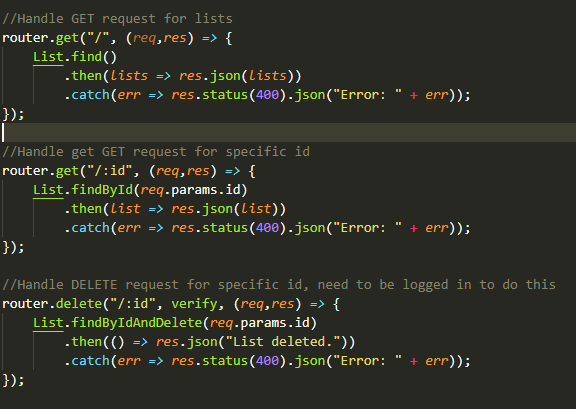 //Handle GET request for lists
router.get("/", (req,res) => {
List.find()
.then(lists => res.json(lists))
.catch(err => res.status(400).json("Error: " + err));
});
//Handle get GET request for specific id
router.get("/:id", (req,res) => {
List.findById(req.params.id)
.then(list => res.json(list))
.catch(err => res.status(400).json("Error: " + err));
});
//Handle DELETE request for specific id, need to be logged in to do this
router.delete("/:id", verify, (req,res) => {
List.findByIdAndDelete(req.params.id)
.then(() => res.json("List deleted."))
.catch(err => res.status(400).json("Error: " + err));
});